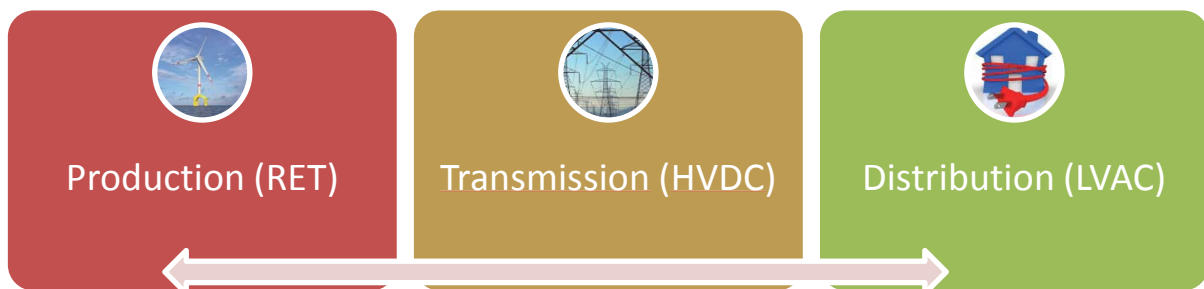 Production (RET)
Transmission (HVDC)
Distribution (LVAC)